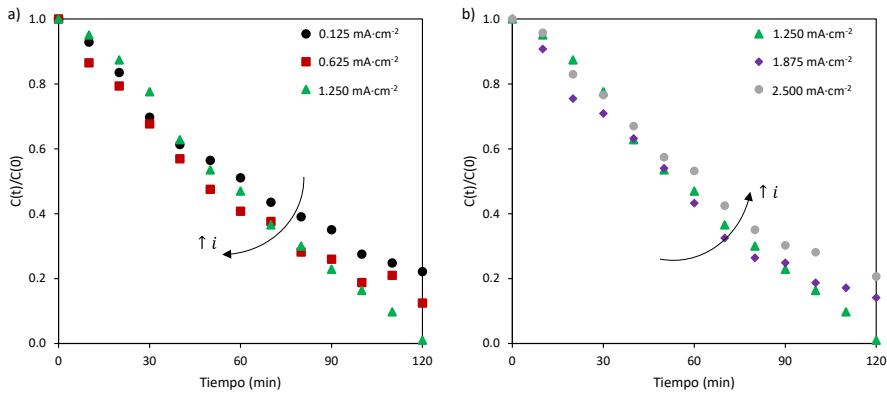 a)
1.0
0.8
0.6
0.4
0.2
0.0
C(t)/C(0)
0.125 mA·cm⁻²
0.625 mA·cm⁻²
1.250 mA·cm⁻²
↑ i
0
30
60
90
120
Tiempo (min)
b)
1.0
0.8
0.6
0.4
0.2
0.0
C(t)/C(0)
1.250 mA·cm⁻²
1.875 mA·cm⁻²
2.500 mA·cm⁻²
↑ i
0
30
60
90
120
Tiempo (min)